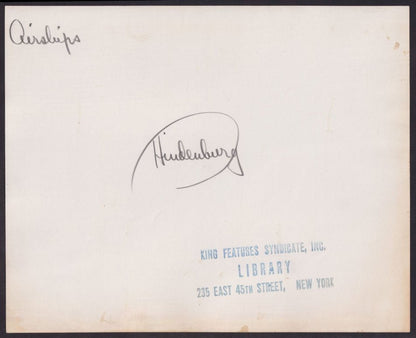 Airships
Hindenburg
KING FEATURES SYNDICATE, INC.
LIBRARY
235 EAST 45TH STREET, NEW YORK